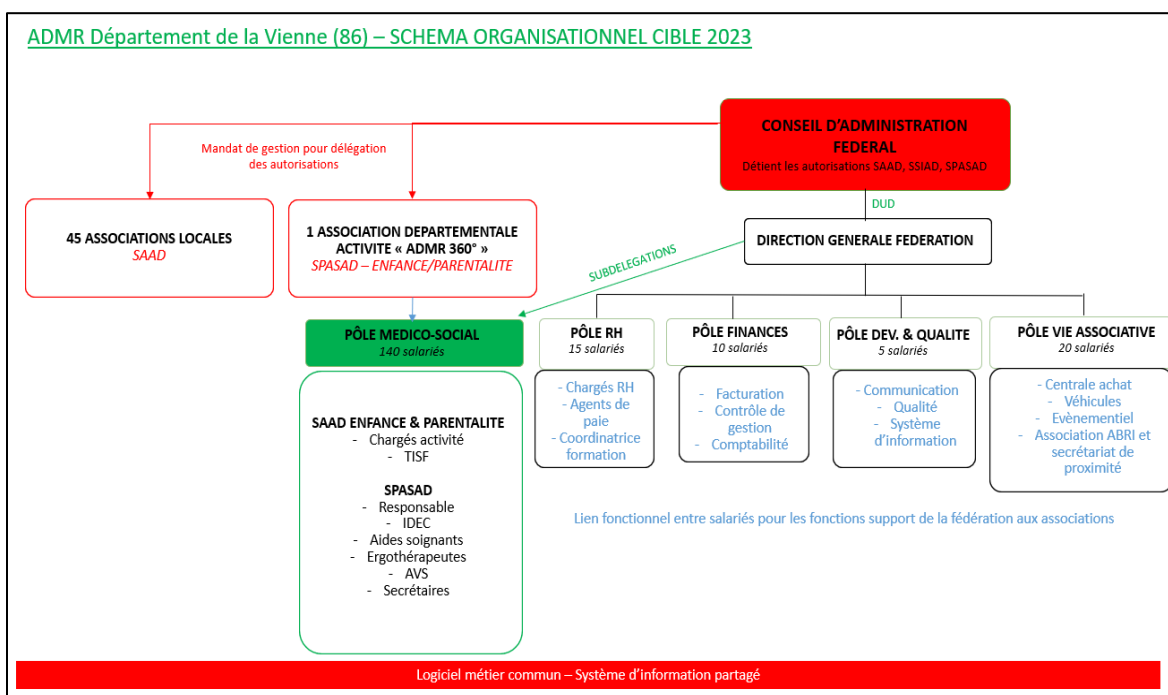 ADMR Département de la Vienne (86) – SCHEMA ORGANISATIONNEL CIBLE 2023
CONSEIL D'ADMINISTRATION
FEDERAL
Détient les autorisations SAAD, SSIAD, SPASAD
Mandat de gestion pour délégation
des autorisations
DUD
45 ASSOCIATIONS LOCALES
SAAD
1 ASSOCIATION DEPARTEMENTALE
ACTIVITE « ADMR 360° »
SPASAD – ENFANCE/PARENTALITE
DIRECTION GENERALE FEDERATION
SUBDELEGATIONS
PÔLE MEDICO-SOCIAL
140 salariés
PÔLE RH
15 salariés
PÔLE FINANCES
10 salariés
PÔLE DEV. & QUALITE
5 salariés
PÔLE VIE ASSOCIATIVE
20 salariés
SAAD ENFANCE & PARENTALITE
- Chargés activité
- TISF
SPASAD
- Responsable
- IDEC
- Aides soignants
- Ergothérapeutes
- AVS
- Secrétaires
- Chargés RH
- Agents de
paie
- Coordinatrice
formation
- Facturation
- Contrôle de
gestion
- Comptabilité
- Communication
- Qualité
- Système
d'information
- Centrale achat
- Véhicules
- Evènementiel
- Association ABRI et
secrétariat de
proximité
Lien fonctionnel entre salariés pour les fonctions support de la fédération aux associations
Logiciel métier commun – Système d'information partagé